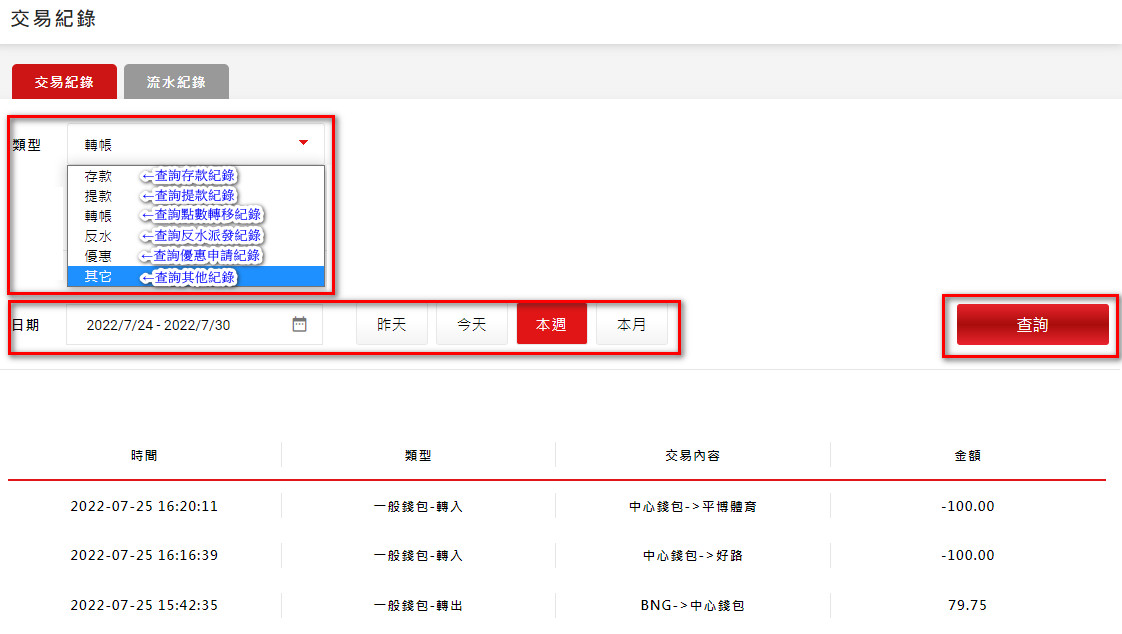 交易紀錄
交易紀錄 流水紀錄
類型 轉帳
存款 ←查詢存款紀錄
提款 ←查詢提款紀錄
轉帳 ←查詢點數轉移紀錄
反水 ←查詢反水派發紀錄
優惠 ←查詢優惠申請紀錄
其它 ←查詢其他紀錄
日期 2022/7/24 - 2022/7/30 昨天 今天 本週 本月 查詢
時間 類型 交易內容 金額
2022-07-25 16:20:11 一般錢包-轉入 中心錢包->平博體育 -100.00
2022-07-25 16:16:39 一般錢包-轉入 中心錢包->好路 -100.00
2022-07-25 15:42:35 一般錢包-轉出 BNG->中心錢包 79.75